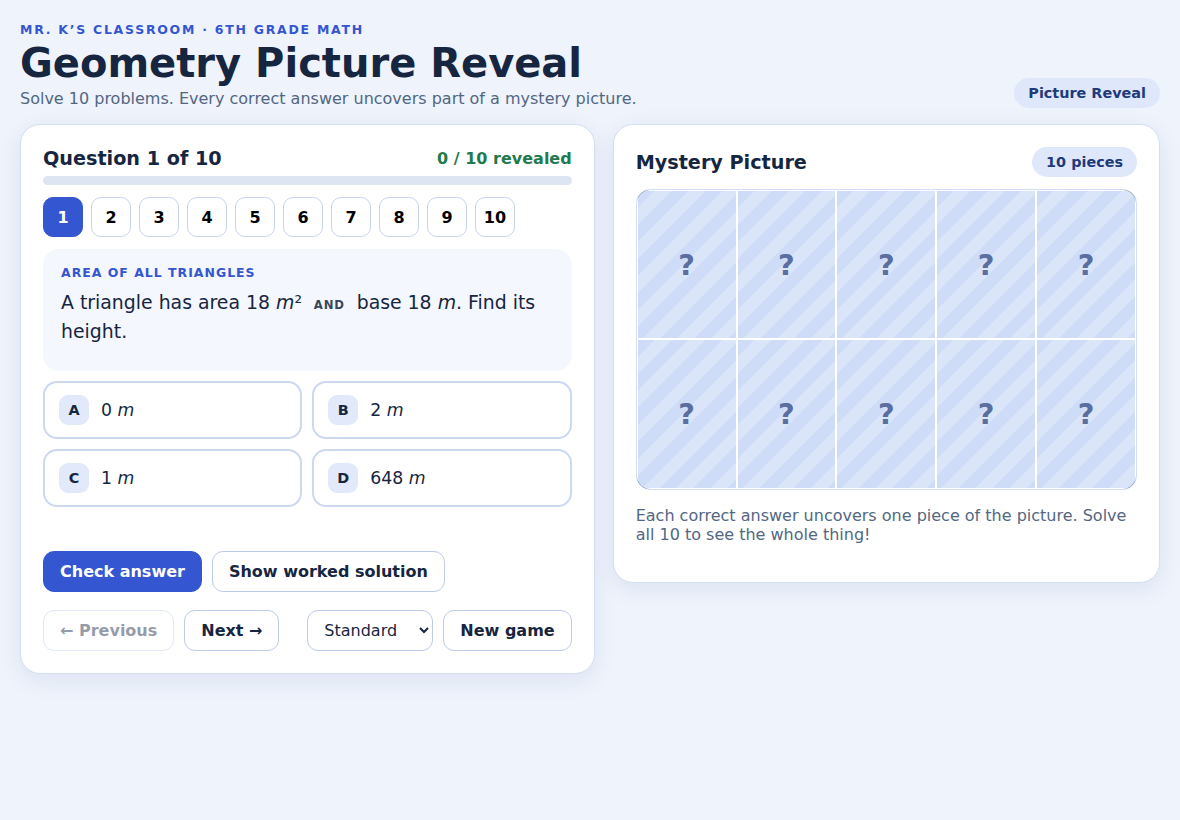 MR. K’S CLASSROOM · 6TH GRADE MATH
Geometry Picture Reveal
Solve 10 problems. Every correct answer uncovers part of a mystery picture.
Picture Reveal
Question 1 of 10
0 / 10 revealed
1 2 3 4 5 6 7 8 9 10
AREA OF ALL TRIANGLES
A triangle has area 18 m² AND base 18 m. Find its
height.
A 0 m
B 2 m
C 1 m
D 648 m
Check answer
Show worked solution
← Previous
Next →
Standard
New game
Mystery Picture
10 pieces
? ? ? ? ?
? ? ? ? ?
Each correct answer uncovers one piece of the picture. Solve
all 10 to see the whole thing!